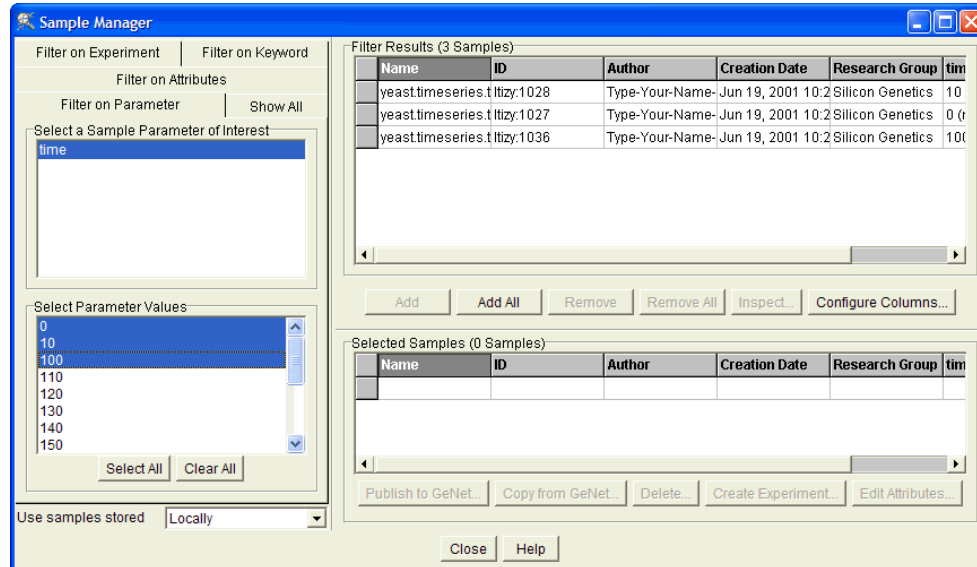 Sample Manager
Filter on Experiment Filter on Keyword
Filter on Attributes
Filter on Parameter Show All
Select a Sample Parameter of Interest
time
Select Parameter Values
0
10
100
110
120
130
140
150
Select All Clear All
Use samples stored Locally
Filter Results (3 Samples)
Name ID Author Creation Date Research Group tim
yeast.timeseries.t ltizy:1028 Type-Your-Name- Jun 19, 2001 10:2 Silicon Genetics 10
yeast.timeseries.t ltizy:1027 Type-Your-Name- Jun 19, 2001 10:2 Silicon Genetics 0 (r
yeast.timeseries.t ltizy:1036 Type-Your-Name- Jun 19, 2001 10:2 Silicon Genetics 100
Add Add All Remove Remove All Inspect... Configure Columns...
Selected Samples (0 Samples)
Name ID Author Creation Date Research Group tim
Publish to GeNet... Copy from GeNet... Delete... Create Experiment... Edit Attributes...
Close Help